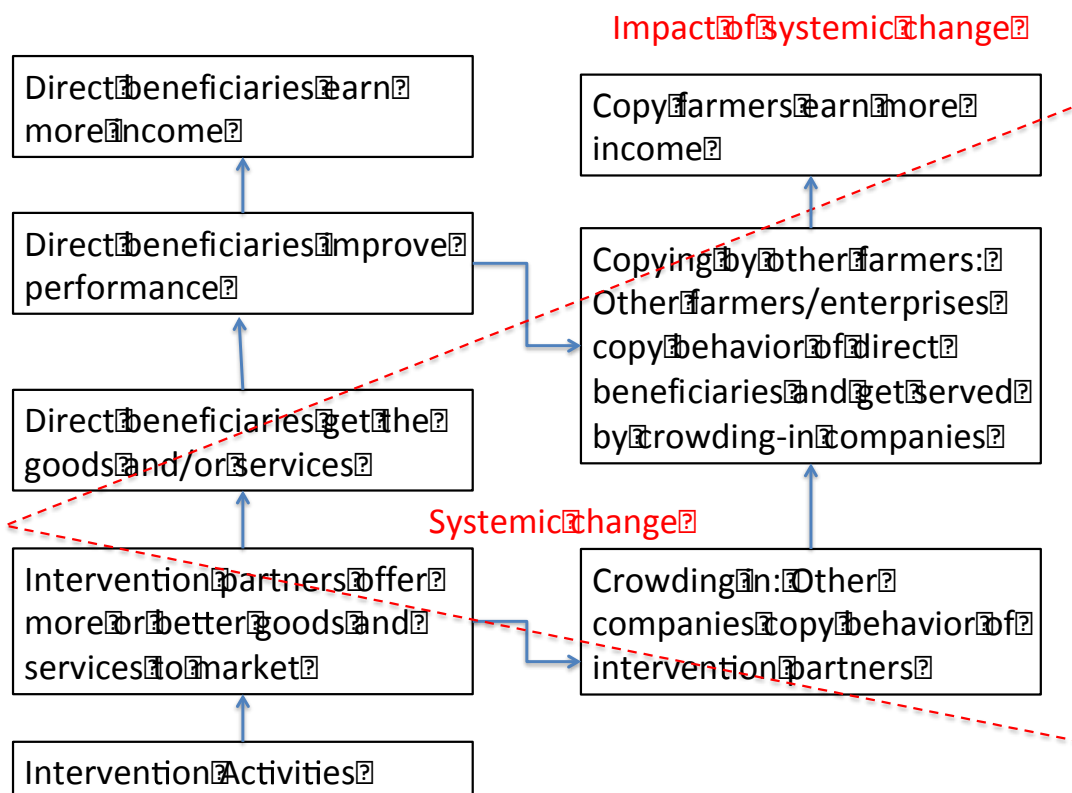 Impact of systemic change
Direct beneficiaries earn
more income
Copy farmers earn more
income
Direct beneficiaries improve
performance
Copying by other farmers:
Other farmers/enterprises
copy behavior of direct
beneficiaries and get served
by crowding-in companies
Direct beneficiaries get the
goods and/or services
Systemic change
Intervention partners offer
more or better goods and
services to market
Crowding in: Other
companies copy behavior of
intervention partners
Intervention Activities